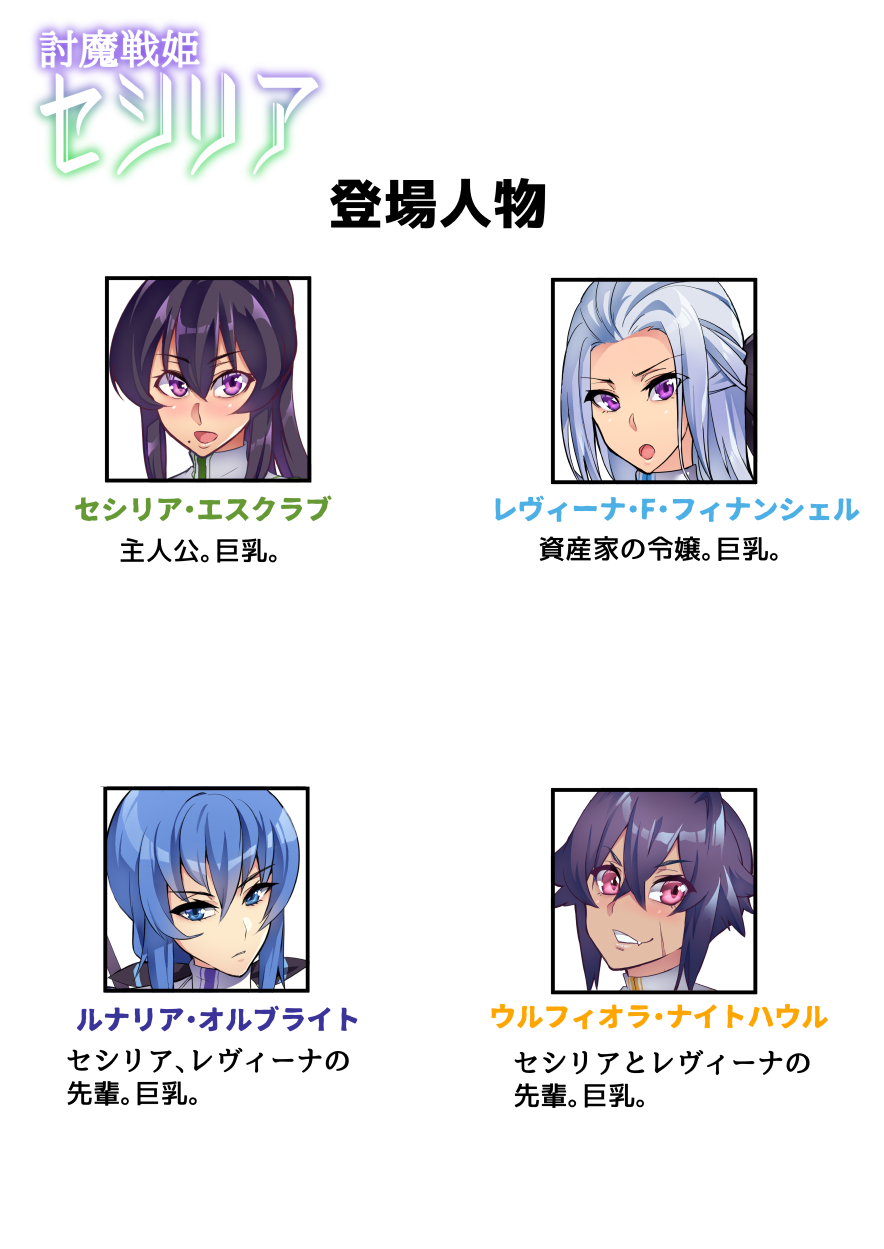 討魔戦姫
セシリア
登場人物
セシリア・エスクラブ
主人公。巨乳。
レヴィーナ・F・フィナンシェル
資産家の令嬢。巨乳。
ルナリア・オルブライト
セシリア、レヴィーナの
先輩。巨乳。
ウルフィオラ・ナイトハウル
セシリアとレヴィーナの
先輩。巨乳。